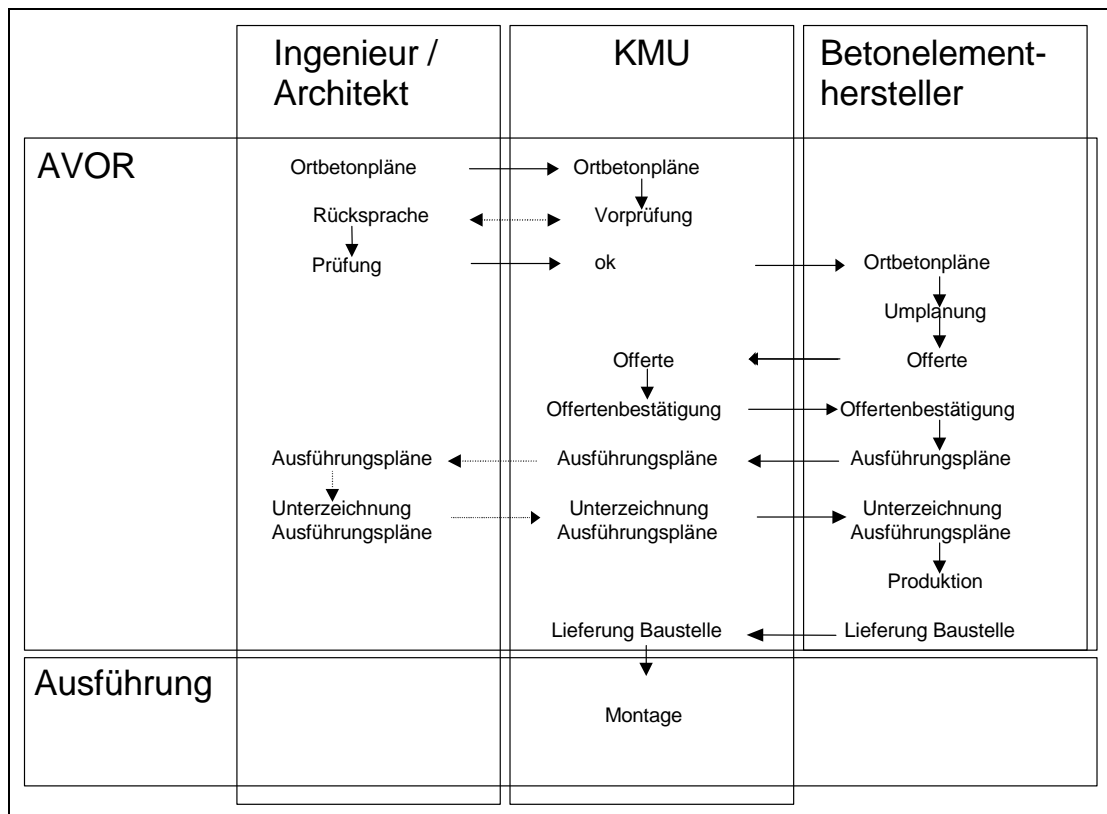 Ingenieur /
Architekt
KMU
Betonelement-
hersteller
AVOR
Ortbetonpläne
Ortbetonpläne
Rücksprache
Vorprüfung
Prüfung
ok
Ortbetonpläne
Umplanung
Offerte
Offerte
Offertenbestätigung
Offertenbestätigung
Ausführungspläne
Ausführungspläne
Ausführungspläne
Unterzeichnung
Ausführungspläne
Unterzeichnung
Ausführungspläne
Unterzeichnung
Ausführungspläne
Produktion
Lieferung Baustelle
Lieferung Baustelle
Ausführung
Montage